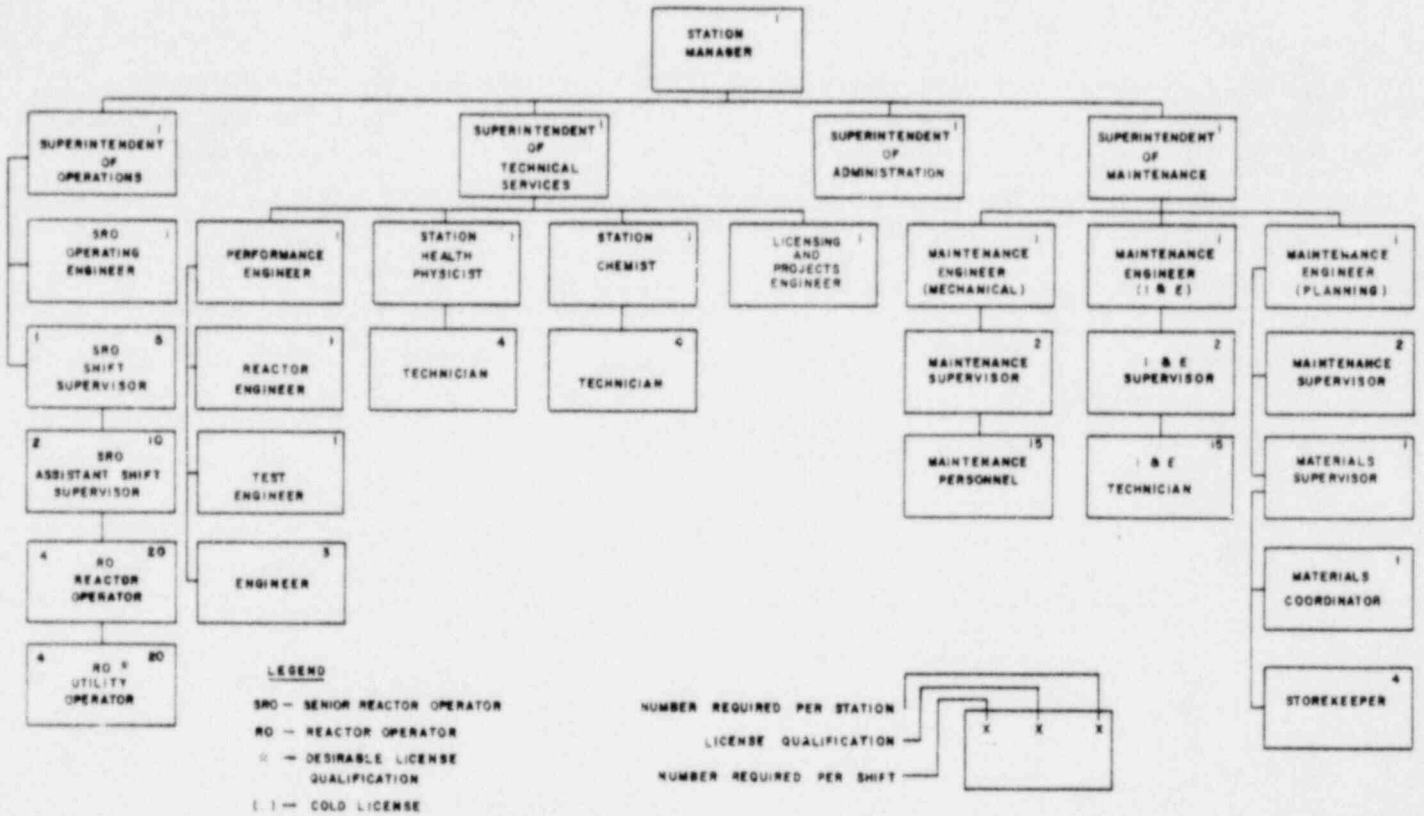 1
STATION
MANAGER
1
SUPERINTENDENT
OF
OPERATIONS
1
SUPERINTENDENT
OF
TECHNICAL
SERVICES
1
SUPERINTENDENT
OF
ADMINISTRATION
1
SUPERINTENDENT
OF
MAINTENANCE
1
SRO
OPERATING
ENGINEER
1
PERFORMANCE
ENGINEER
1
STATION
HEALTH
PHYSICIST
1
STATION
CHEMIST
1
LICENSING
AND
PROJECTS
ENGINEER
1
MAINTENANCE
ENGINEER
(MECHANICAL)
1
MAINTENANCE
ENGINEER
(I & E)
1
MAINTENANCE
ENGINEER
(PLANNING)
1 5
SRO
SHIFT
SUPERVISOR
1
REACTOR
ENGINEER
4
TECHNICIAN
TECHNICIAN
2
MAINTENANCE
SUPERVISOR
2
I & E
SUPERVISOR
2
MAINTENANCE
SUPERVISOR
2 10
SRO
ASSISTANT SHIFT
SUPERVISOR
1
TEST
ENGINEER
15
MAINTENANCE
PERSONNEL
15
I & E
TECHNICIAN
1
MATERIALS
SUPERVISOR
4 20
RO
REACTOR
OPERATOR
3
ENGINEER
1
MATERIALS
COORDINATOR
4 20
RO *
UTILITY
OPERATOR
4
STOREKEEPER
LEGEND
SRO – SENIOR REACTOR OPERATOR
RO – REACTOR OPERATOR
* – DESIRABLE LICENSE
QUALIFICATION
( ) – COLD LICENSE
NUMBER REQUIRED PER STATION
LICENSE QUALIFICATION
NUMBER REQUIRED PER SHIFT
X X X